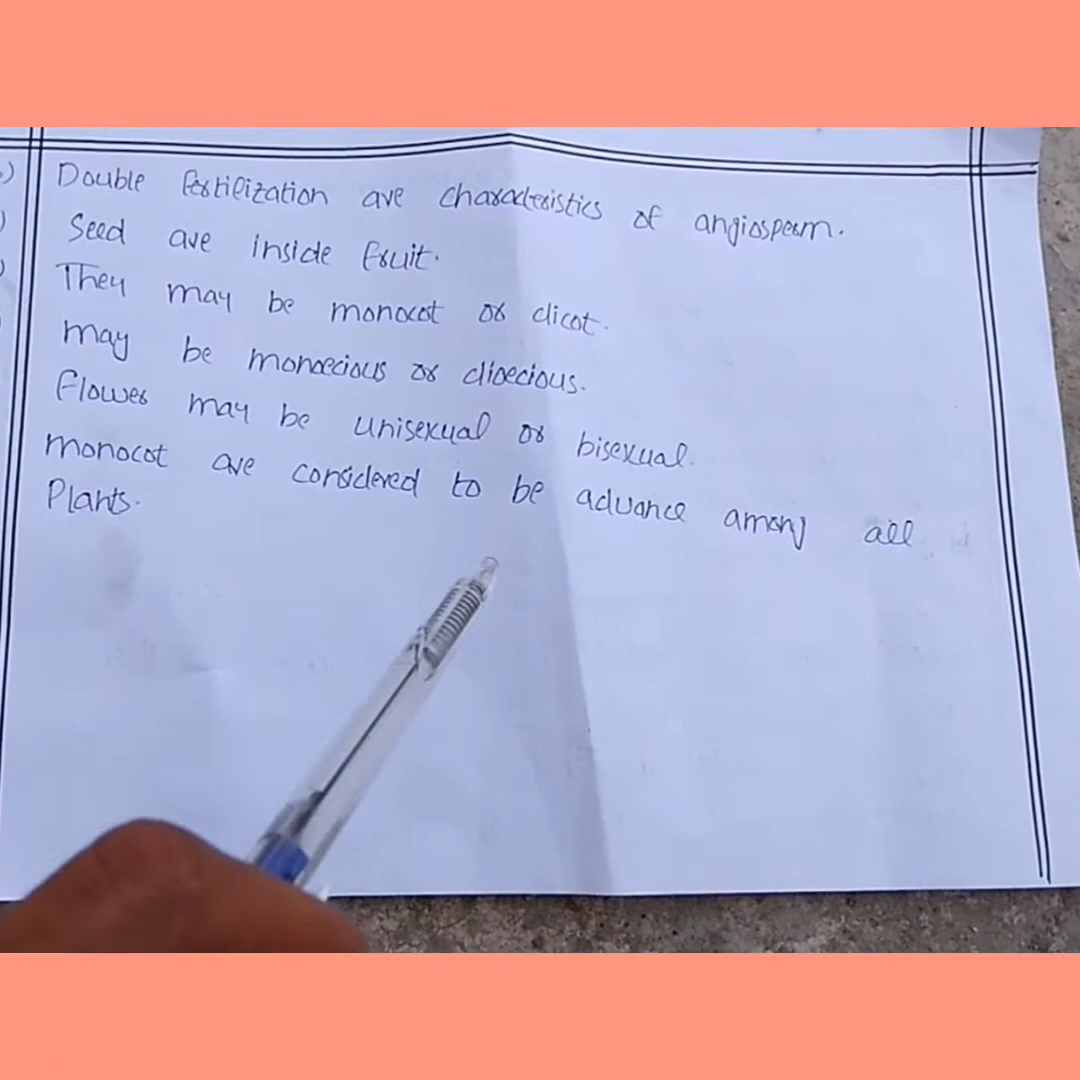 Double fertilization are characteristics of angiosperm.
Seed are inside fruit.
They may be monocot or dicot.
may be monoecious or dioecious.
Flower may be unisexual or bisexual.
monocot are considered to be advance among all
Plants.